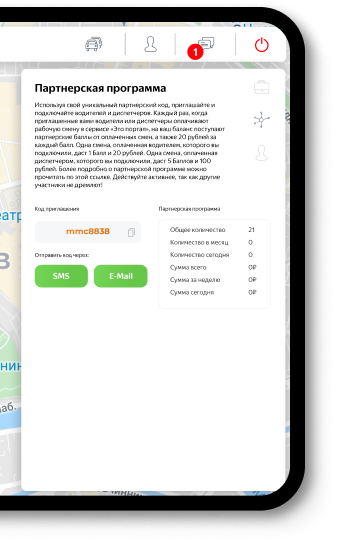 1
Партнерская программа
Используя свой уникальный партнерский код, приглашайте и
подключайте водителей и диспетчеров. Каждый раз, когда
приглашенные вами водители или диспетчеры оплачивают
рабочую смену в сервисе «Это портал», на ваш баланс поступают
партнерские баллы от оплаченных смен, а также 20 рублей за
каждый балл. Одна смена, оплаченная водителем, которого вы
подключили, даст 1 Балл и 20 рублей. Одна смена, оплаченная
диспетчером, которого вы подключили, даст 5 Баллов и 100
рублей. Более подробно о партнерской программе можно
прочитать по этой ссылке. Действуйте активнее, так как другие
участники не дремлют!
Код приглашения
mmc8838
Отправить код через:
SMS E-Mail
Партнерская программа
Общее количество 21
Количество в месяц 0
Количество сегодня 0
Сумма всего 0₽
Сумма за неделю 0₽
Сумма сегодня 0₽
еатр
В
нин
аб.